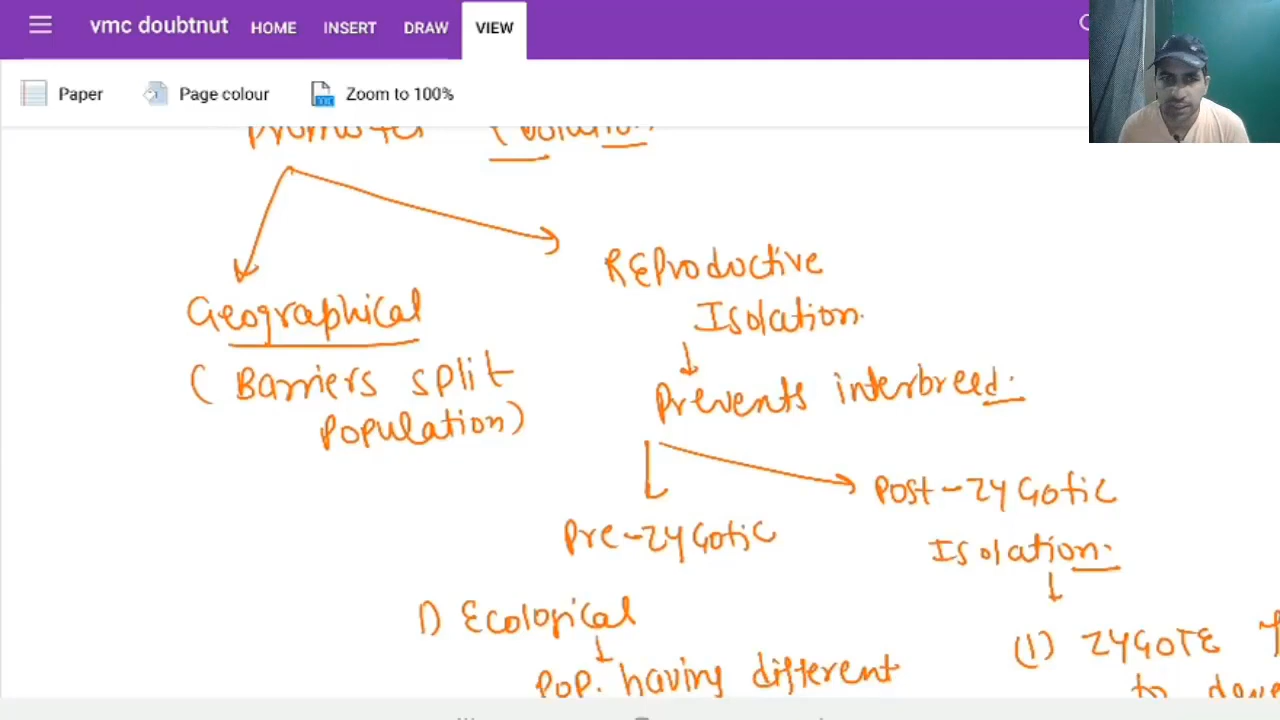 vmc doubtnut HOME INSERT DRAW VIEW
Paper Page colour Zoom to 100%
Geographical
(Barriers split
Population)
Reproductive
Isolation.
Prevents interbreed.
Pre-zygotic
Post-zygotic
Isolation.
1) Ecological
Pop. having different
(1) ZYGOTE
to